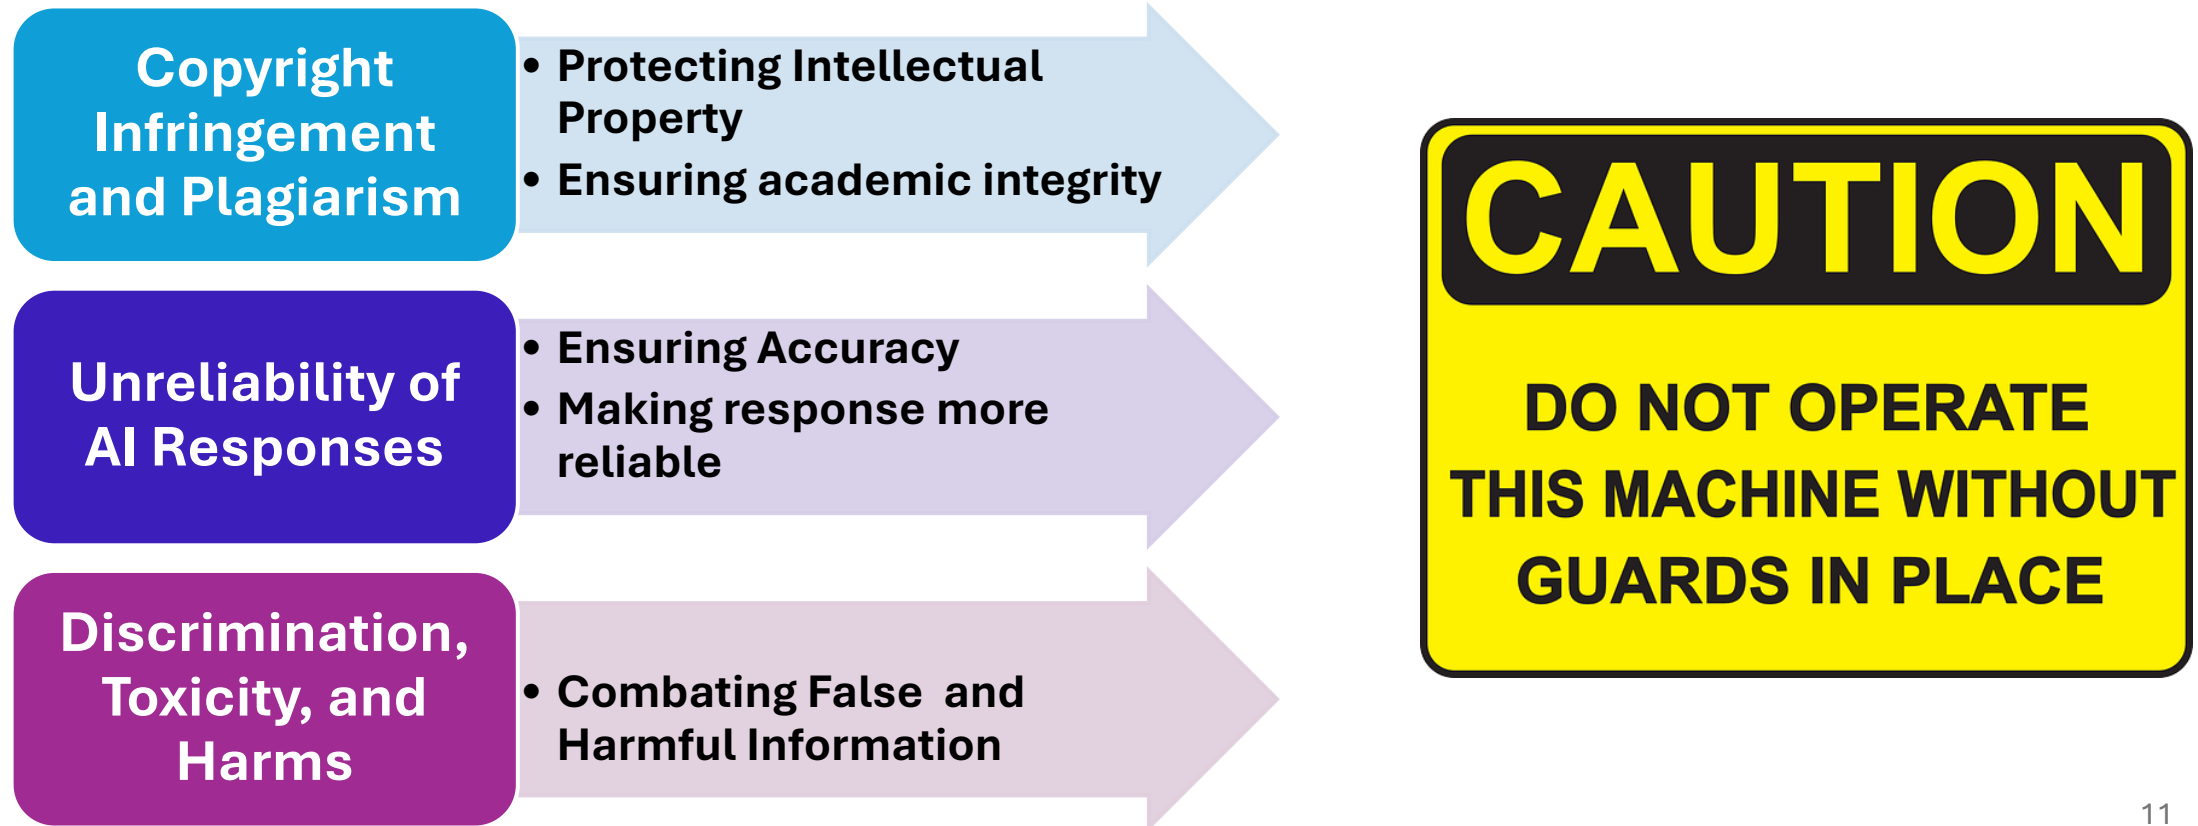 Copyright
Infringement
and Plagiarism
• Protecting Intellectual
Property
• Ensuring academic integrity
Unreliability of
AI Responses
• Ensuring Accuracy
• Making response more
reliable
Discrimination,
Toxicity, and
Harms
• Combating False  and
Harmful Information
CAUTION
DO NOT OPERATE
THIS MACHINE WITHOUT
GUARDS IN PLACE
11